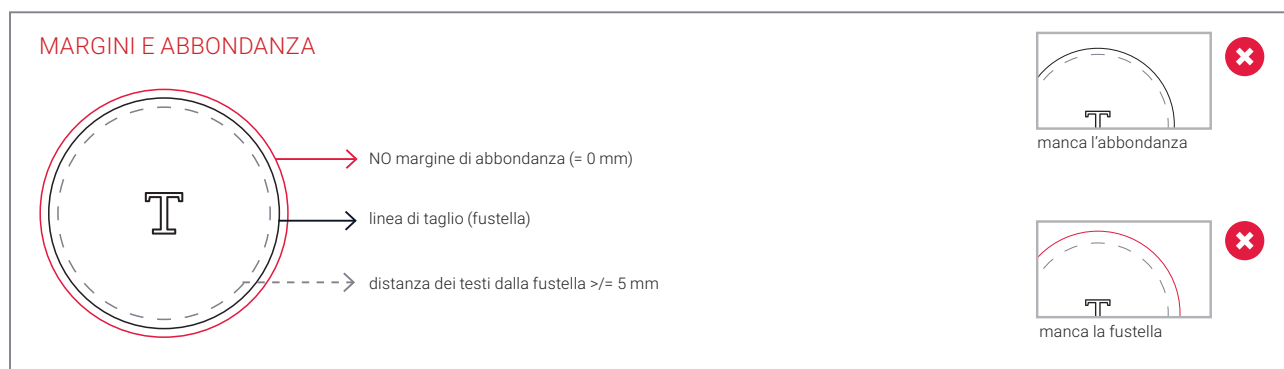 MARGINI E ABBONDANZA
T
NO margine di abbondanza (= 0 mm)
linea di taglio (fustella)
distanza dei testi dalla fustella >/= 5 mm
T
manca l'abbondanza
T
manca la fustella